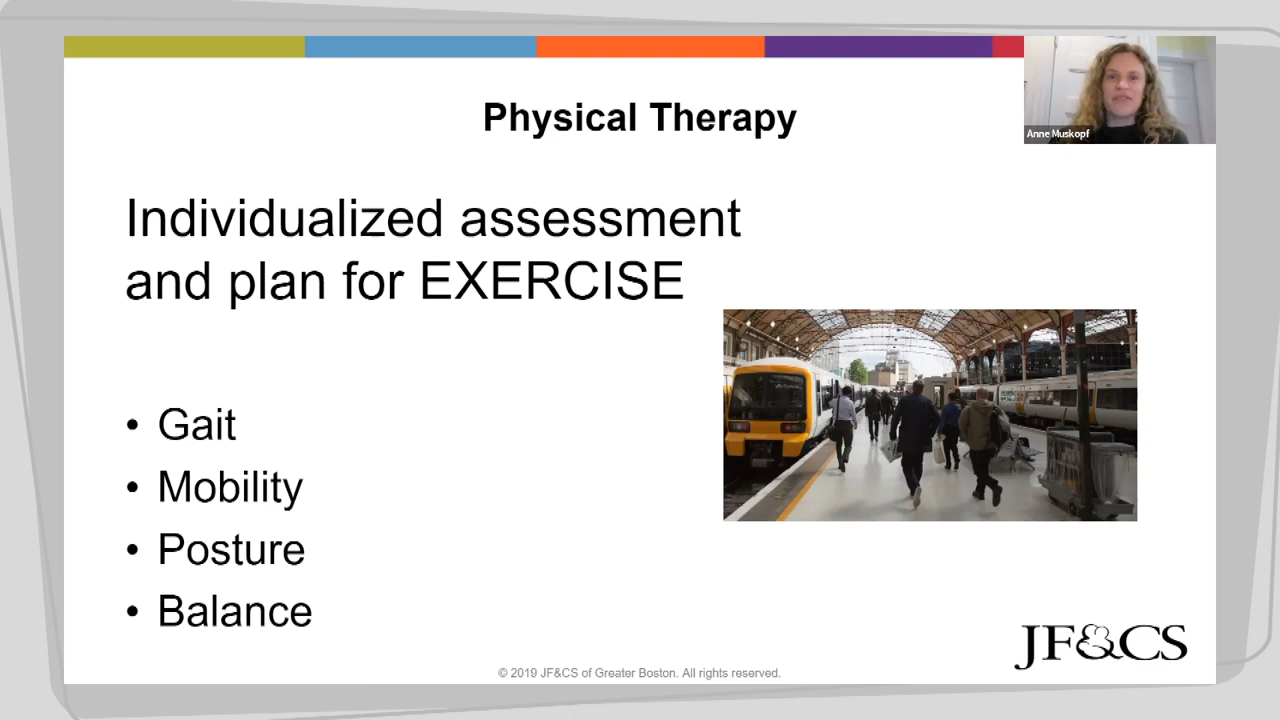 Physical Therapy
Anne Muskopf
Individualized assessment
and plan for EXERCISE
• Gait
• Mobility
• Posture
• Balance
JF&CS
© 2019 JF&CS of Greater Boston. All rights reserved.